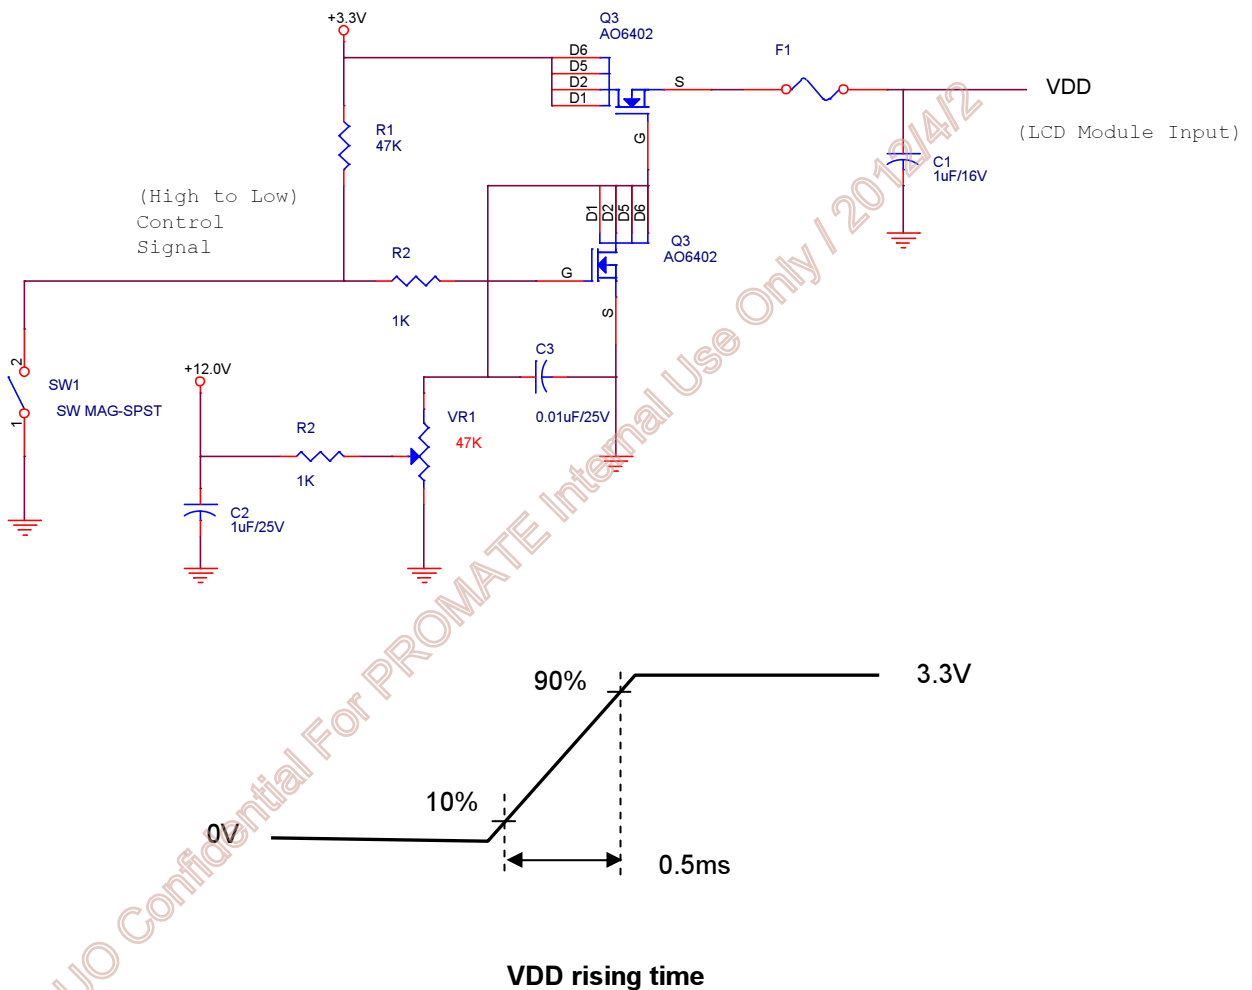 +3.3V
Q3
AO6402
D6
D5
D2
D1
S
G
F1
VDD
(LCD Module Input)
C1
1uF/16V
R1
47K
(High to Low)
Control
Signal
R2
1K
D1
D2
D5
D6
G
S
Q3
AO6402
2
1
SW1
SW MAG-SPST
+12.0V
C3
0.01uF/25V
R2
1K
VR1
47K
C2
1uF/25V
90%
3.3V
10%
0V
0.5ms
VDD rising time
UO Confidential For PROMATE Internal Use Only / 2012/4/2